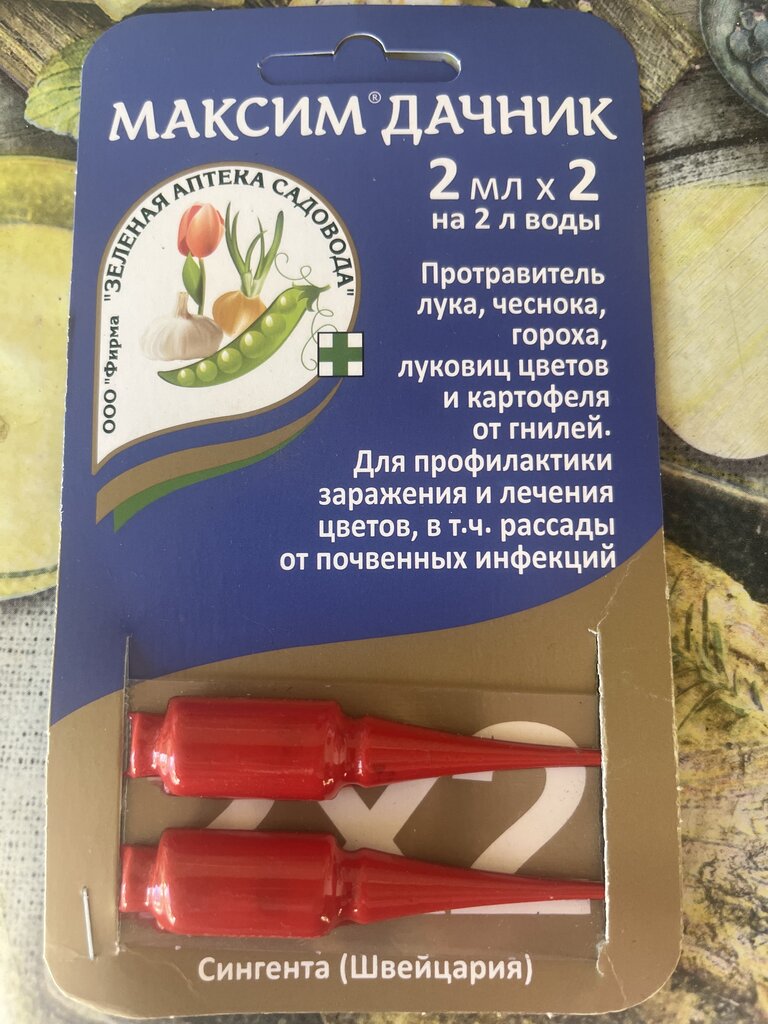 МАКСИМ® ДАЧНИК
ООО "Фирма "ЗЕЛЕНАЯ АПТЕКА САДОВОДА"
2 мл х 2
на 2 л воды
Протравитель
лука, чеснока,
гороха,
луковиц цветов
и картофеля
от гнилей.
Для профилактики
заражения и лечения
цветов, в т.ч. рассады
от почвенных инфекций
2х2
Сингента (Швейцария)